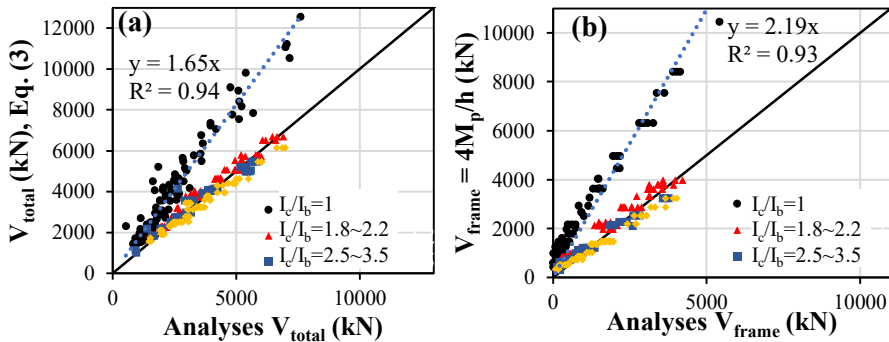 (a)
y = 1.65x
R² = 0.94
V_total (kN), Eq. (3)
12000
10000
8000
6000
4000
2000
0
I_c/I_b=1
I_c/I_b=1.8~2.2
I_c/I_b=2.5~3.5
0 5000 10000
Analyses V_total (kN)
(b)
y = 2.19x
R² = 0.93
V_frame = 4M_p/h (kN)
10000
8000
6000
4000
2000
0
I_c/I_b=1
I_c/I_b=1.8~2.2
I_c/I_b=2.5~3.5
0 5000 10000
Analyses V_frame (kN)